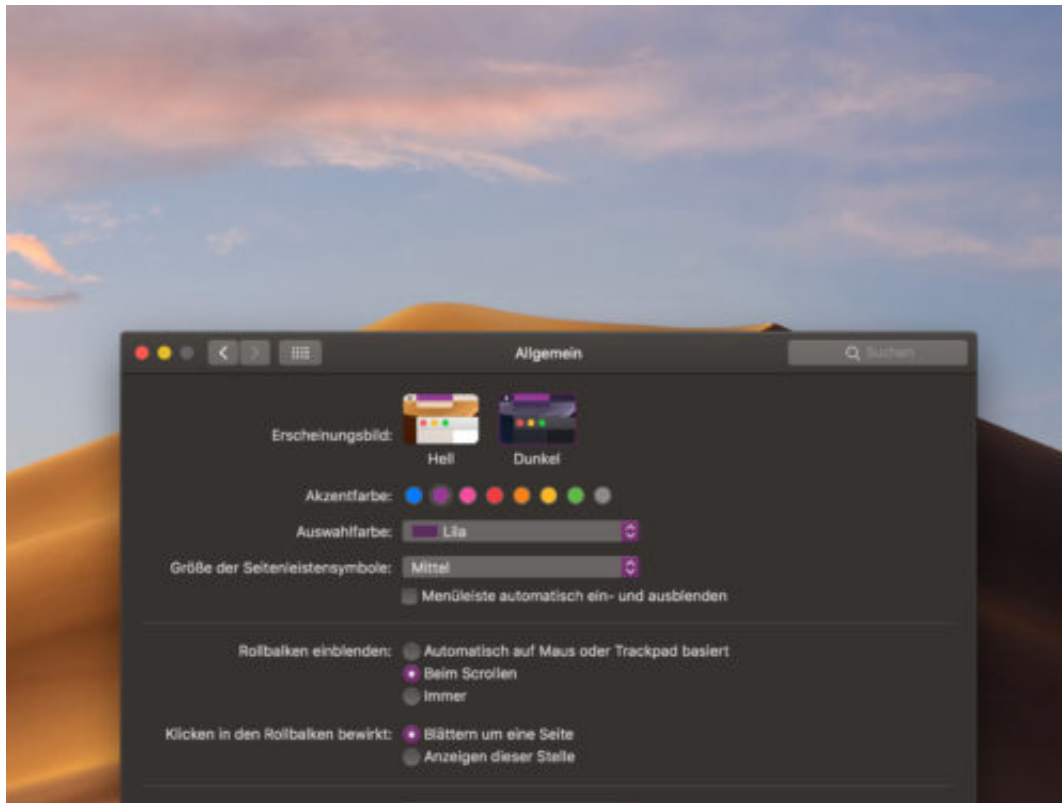 Allgemein
Suchen
Erscheinungsbild:
Hell
Dunkel
Akzentfarbe:
Auswahlfarbe: Lila
Größe der Seitenleistensymbole: Mittel
Menüleiste automatisch ein- und ausblenden
Rollbalken einblenden: Automatisch auf Maus oder Trackpad basiert
Beim Scrollen
Immer
Klicken in den Rollbalken bewirkt: Blättern um eine Seite
Anzeigen dieser Stelle